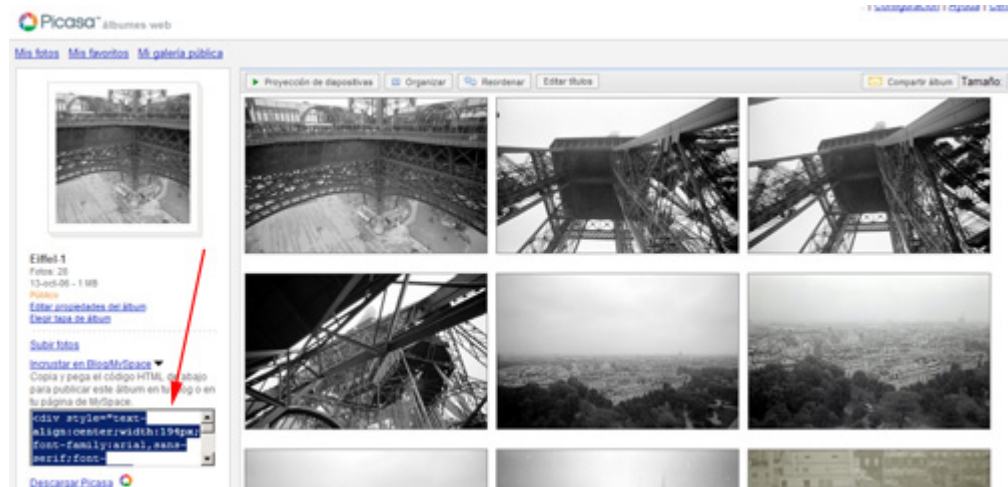 Picasa™ álbumes web
Configuración | Ayuda |
Mis fotos Mis favoritos Mi galería pública
Proyección de diapositivas Organizar Reordenar Editar títulos Compartir álbum Tamaño:
Eiffel-1
Fotos: 28
13-oct-06 – 1 MB
Público
Editar propiedades del álbum
Elegir tapa de álbum
Subir fotos
Incrustar en Blog/MySpace
Copia y pega el código HTML de abajo
para publicar este álbum en tu blog o en
tu página de MySpace.
<div style="text-
align:center;width:194px;
font-family:arial,sans-
serif;font-
Descargar Picasa